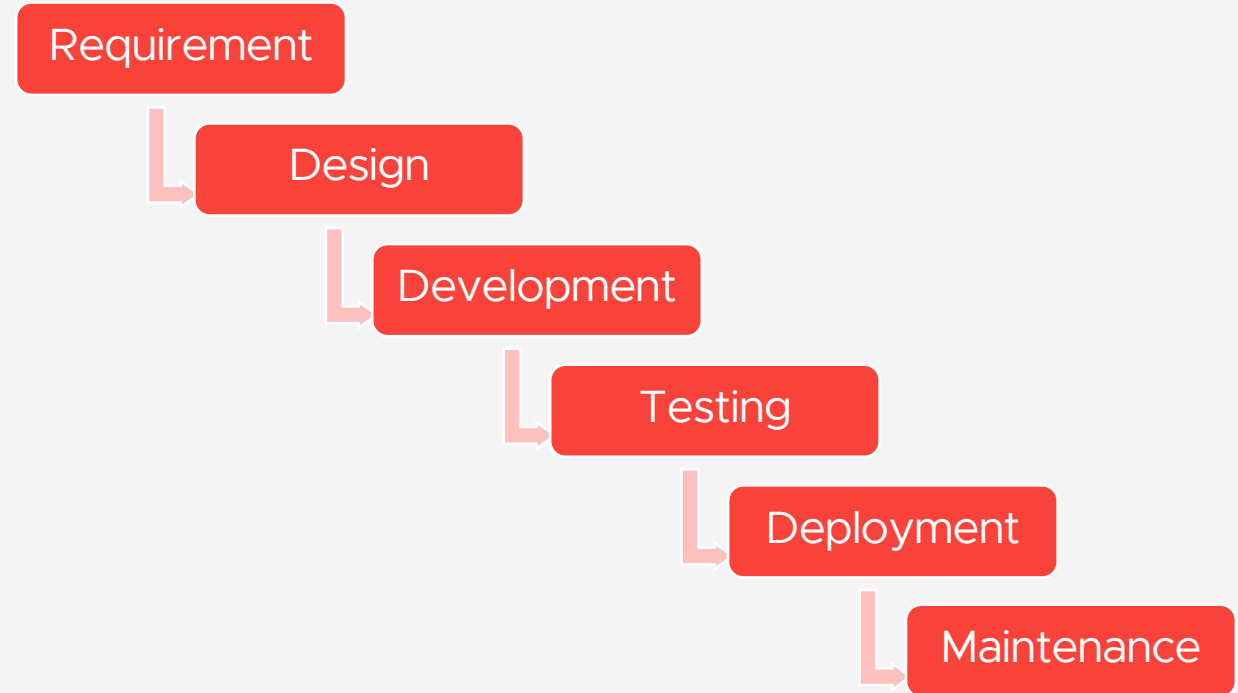 Requirement
Design
Development
Testing
Deployment
Maintenance